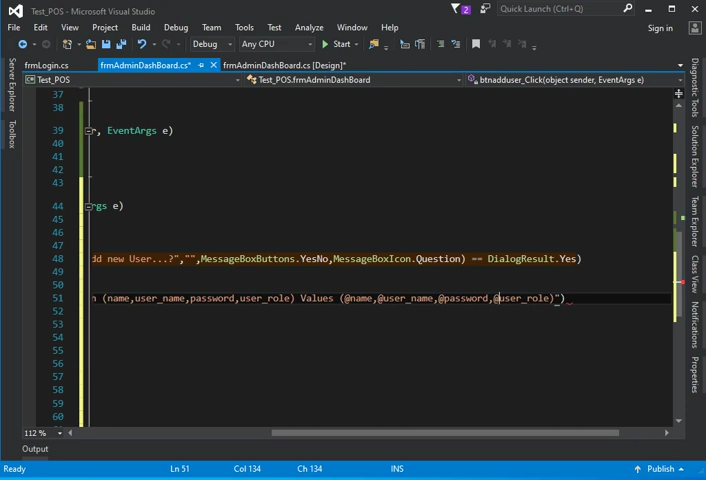 Test_POS - Microsoft Visual Studio
2
Quick Launch (Ctrl+Q)
File Edit View Project Build Debug Team Tools Test Analyze Window Help
Sign in
Debug Any CPU Start
frmLogin.cs frmAdminDashBoard.cs* frmAdminDashBoard.cs [Design]*
Test_POS Test_POS.frmAdminDashBoard btnadduser_Click(object sender, EventArgs e)
Server Explorer
Toolbox
37
38
39 r, EventArgs e)
40
41
42
43
44 rgs e)
45
46
47
48 dd new User...?","",MessageBoxButtons.YesNo,MessageBoxIcon.Question) == DialogResult.Yes)
49
50
51 n (name,user_name,password,user_role) Values (@name,@user_name,@password,@user_role)")
52
53
54
55
56
57
58
59
60
Diagnostic Tools
Solution Explorer
Team Explorer
Class View
Notifications
Properties
112 %
Output
Ready Ln 51 Col 134 Ch 134 INS Publish